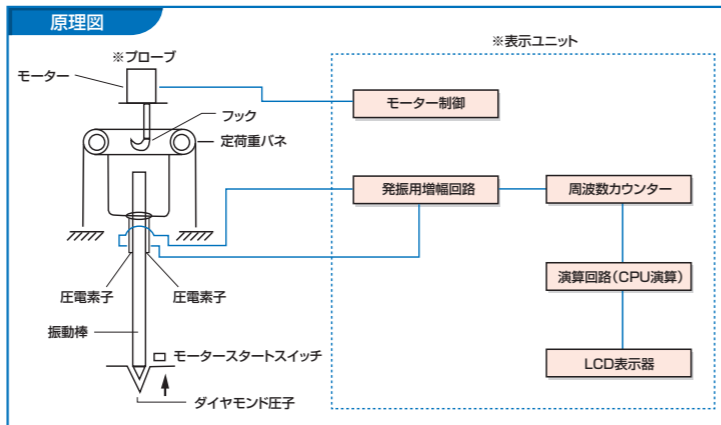 原理図
※プローブ
※表示ユニット
モーター
モーター制御
フック
定荷重バネ
発振用増幅回路
周波数カウンター
圧電素子
圧電素子
演算回路(CPU演算)
振動棒
モータースタートスイッチ
LCD表示器
ダイヤモンド圧子